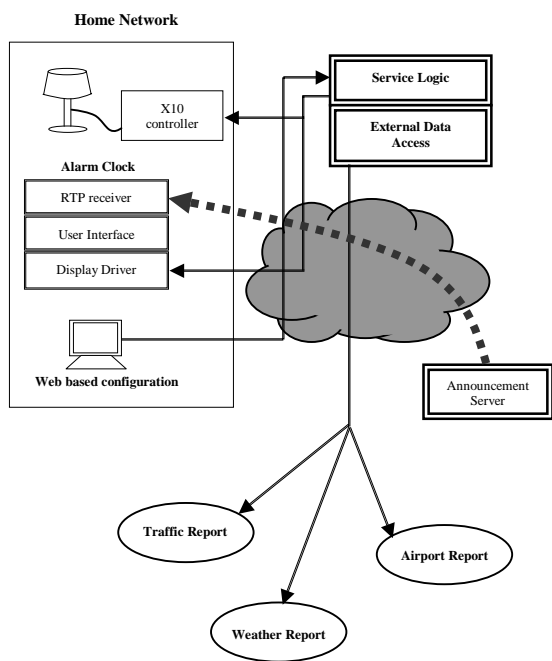 Home Network
X10
controller
Alarm Clock
RTP receiver
User Interface
Display Driver
Web based configuration
Service Logic
External Data
Access
Announcement
Server
Traffic Report
Airport Report
Weather Report